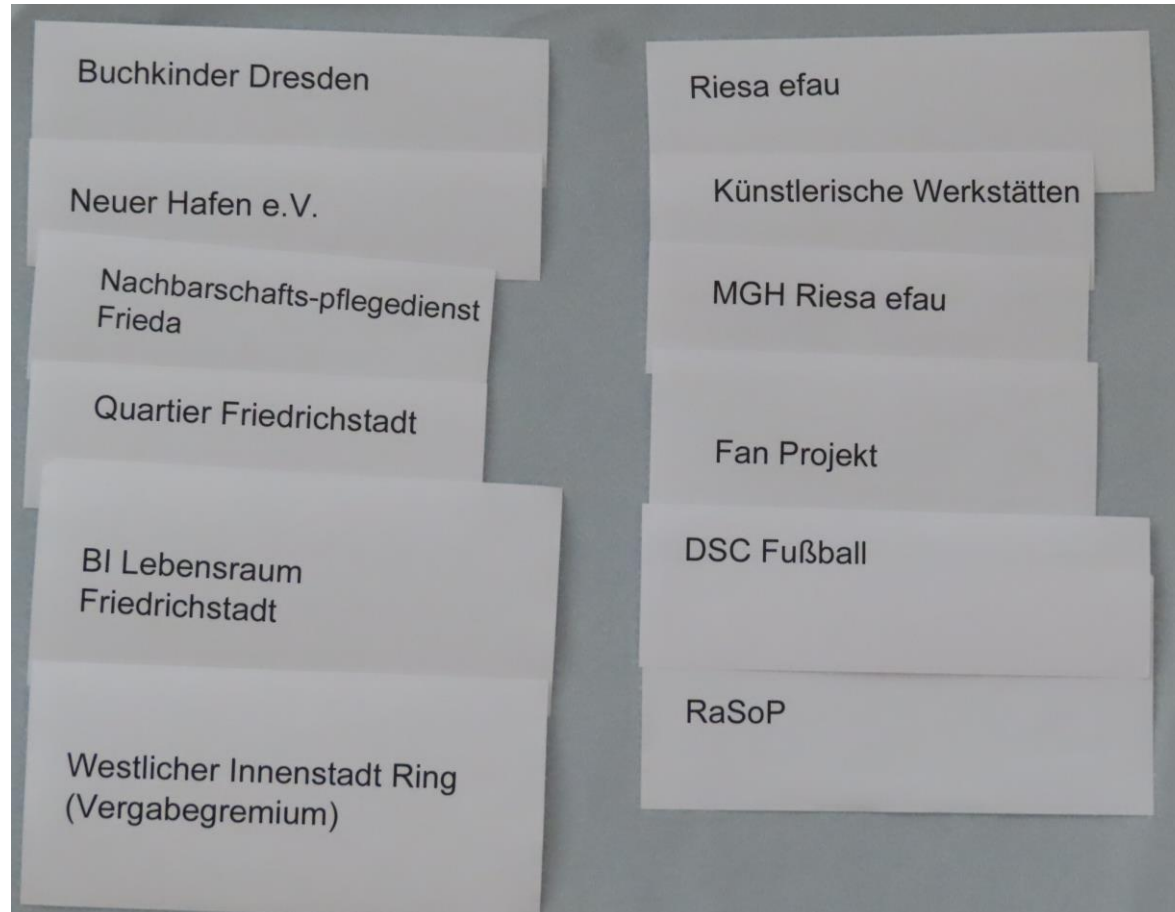 Buchkinder Dresden
Neuer Hafen e.V.
Nachbarschafts-pflegedienst
Frieda
Quartier Friedrichstadt
BI Lebensraum
Friedrichstadt
Westlicher Innenstadt Ring
(Vergabegremium)
Riesa efau
Künstlerische Werkstätten
MGH Riesa efau
Fan Projekt
DSC Fußball
RaSoP